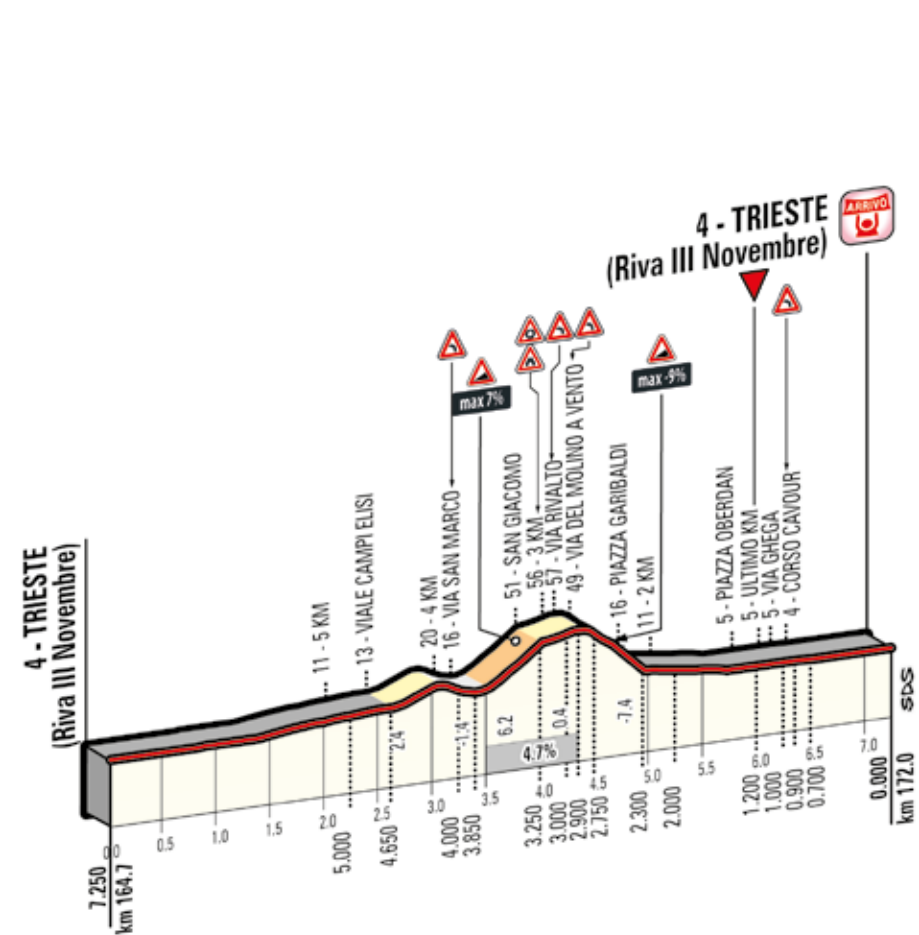 4 - TRIESTE
(Riva III Novembre)
ARRIVO
4 - TRIESTE
(Riva III Novembre)
11 - 5 KM
13 - VIALE CAMPI ELISI
20 - 4 KM
16 - VIA SAN MARCO
max 7%
51 - SAN GIACOMO
56 - 3 KM
57 - VIA RIVALTO
49 - VIA DEL MOLINO A VENTO
16 - PIAZZA GARIBALDI
11 - 2 KM
max -9%
5 - PIAZZA OBERDAN
5 - ULTIMO KM
5 - VIA GHEGA
4 - CORSO CAVOUR
2.4
-1.4
6.2
0.4
-7.4
4.7%
0.0
0.5
1.0
1.5
2.0
2.5
3.0
3.5
4.0
4.5
5.0
5.5
6.0
6.5
7.0
7.250
km 164.7
5.000
4.650
4.000
3.850
3.250
3.000
2.900
2.750
2.300
2.000
1.200
1.000
0.900
0.700
0.000
km 172.0
SDS